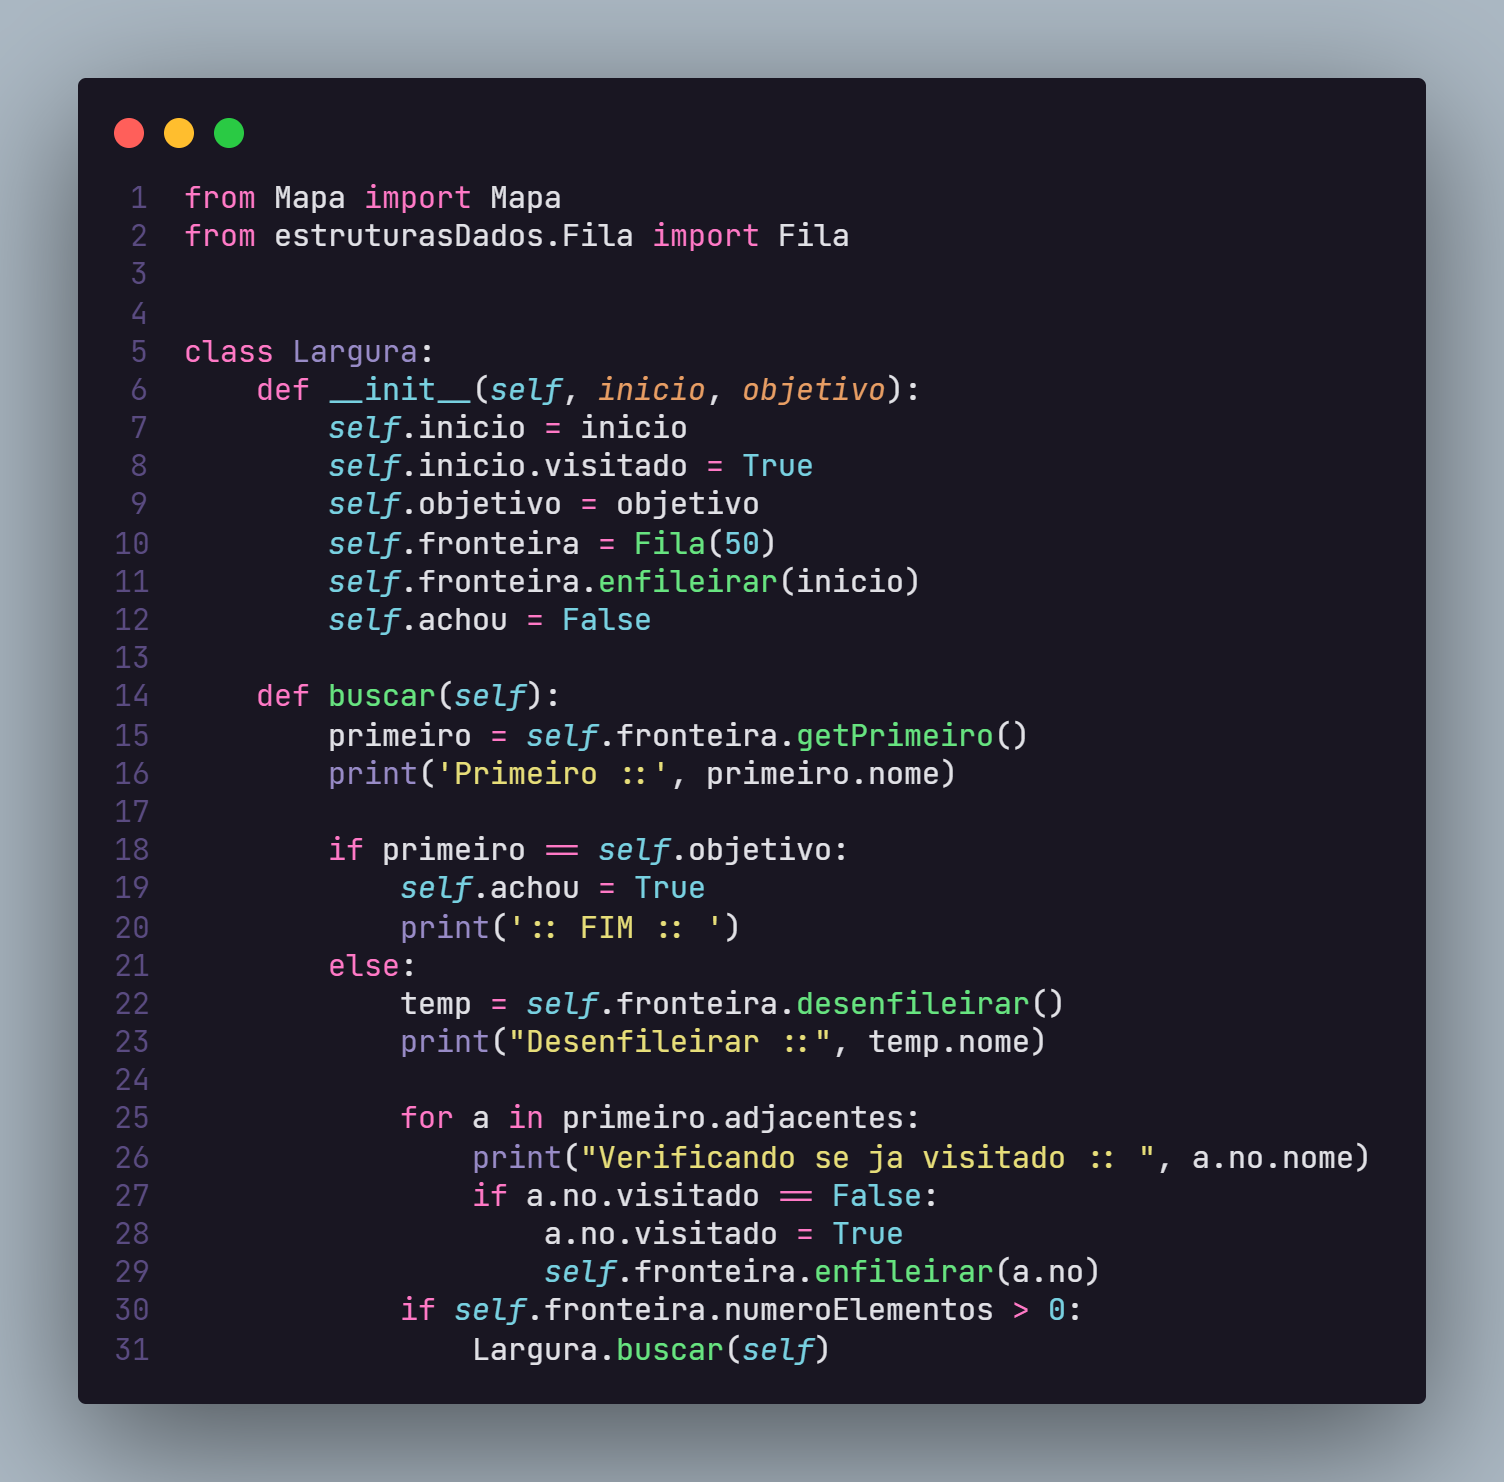 1 from Mapa import Mapa
2 from estruturasDados.Fila import Fila
3
4
5 class Largura:
6     def __init__(self, inicio, objetivo):
7         self.inicio = inicio
8         self.inicio.visitado = True
9         self.objetivo = objetivo
10         self.fronteira = Fila(50)
11         self.fronteira.enfileirar(inicio)
12         self.achou = False
13
14     def buscar(self):
15         primeiro = self.fronteira.getPrimeiro()
16         print('Primeiro ::', primeiro.nome)
17
18         if primeiro == self.objetivo:
19             self.achou = True
20             print(':: FIM :: ')
21         else:
22             temp = self.fronteira.desenfileirar()
23             print("Desenfileirar ::", temp.nome)
24
25             for a in primeiro.adjacentes:
26                 print("Verificando se ja visitado :: ", a.no.nome)
27                 if a.no.visitado == False:
28                     a.no.visitado = True
29                     self.fronteira.enfileirar(a.no)
30             if self.fronteira.numeroElementos > 0:
31                 Largura.buscar(self)